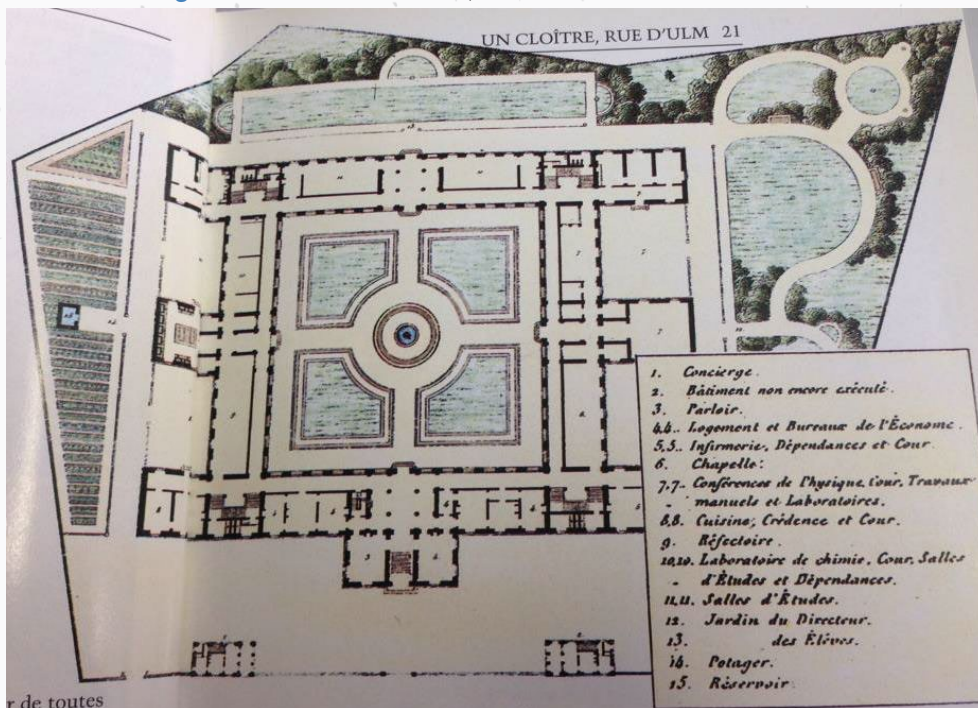 UN CLOÎTRE, RUE D'ULM 21
1. Concierge.
2. Bâtiment non encore exécuté.
3. Parloir.
4,4.. Logement et Bureaux de l'Économe.
5,5.. Infirmerie, Dépendances et Cour.
6. Chapelle:
7,7- Conférences de Physique, Cour, Travaux
- manuels et Laboratoires.
8,8. Cuisine, Crédence et Cour.
9. Réfectoire.
10,10. Laboratoire de chimie, Cour, Salles
- d'Études et Dépendances.
11,11. Salles d'Études.
12. Jardin du Directeur.
13. des Élèves.
14. Potager.
15. Réservoir.
r de toutes